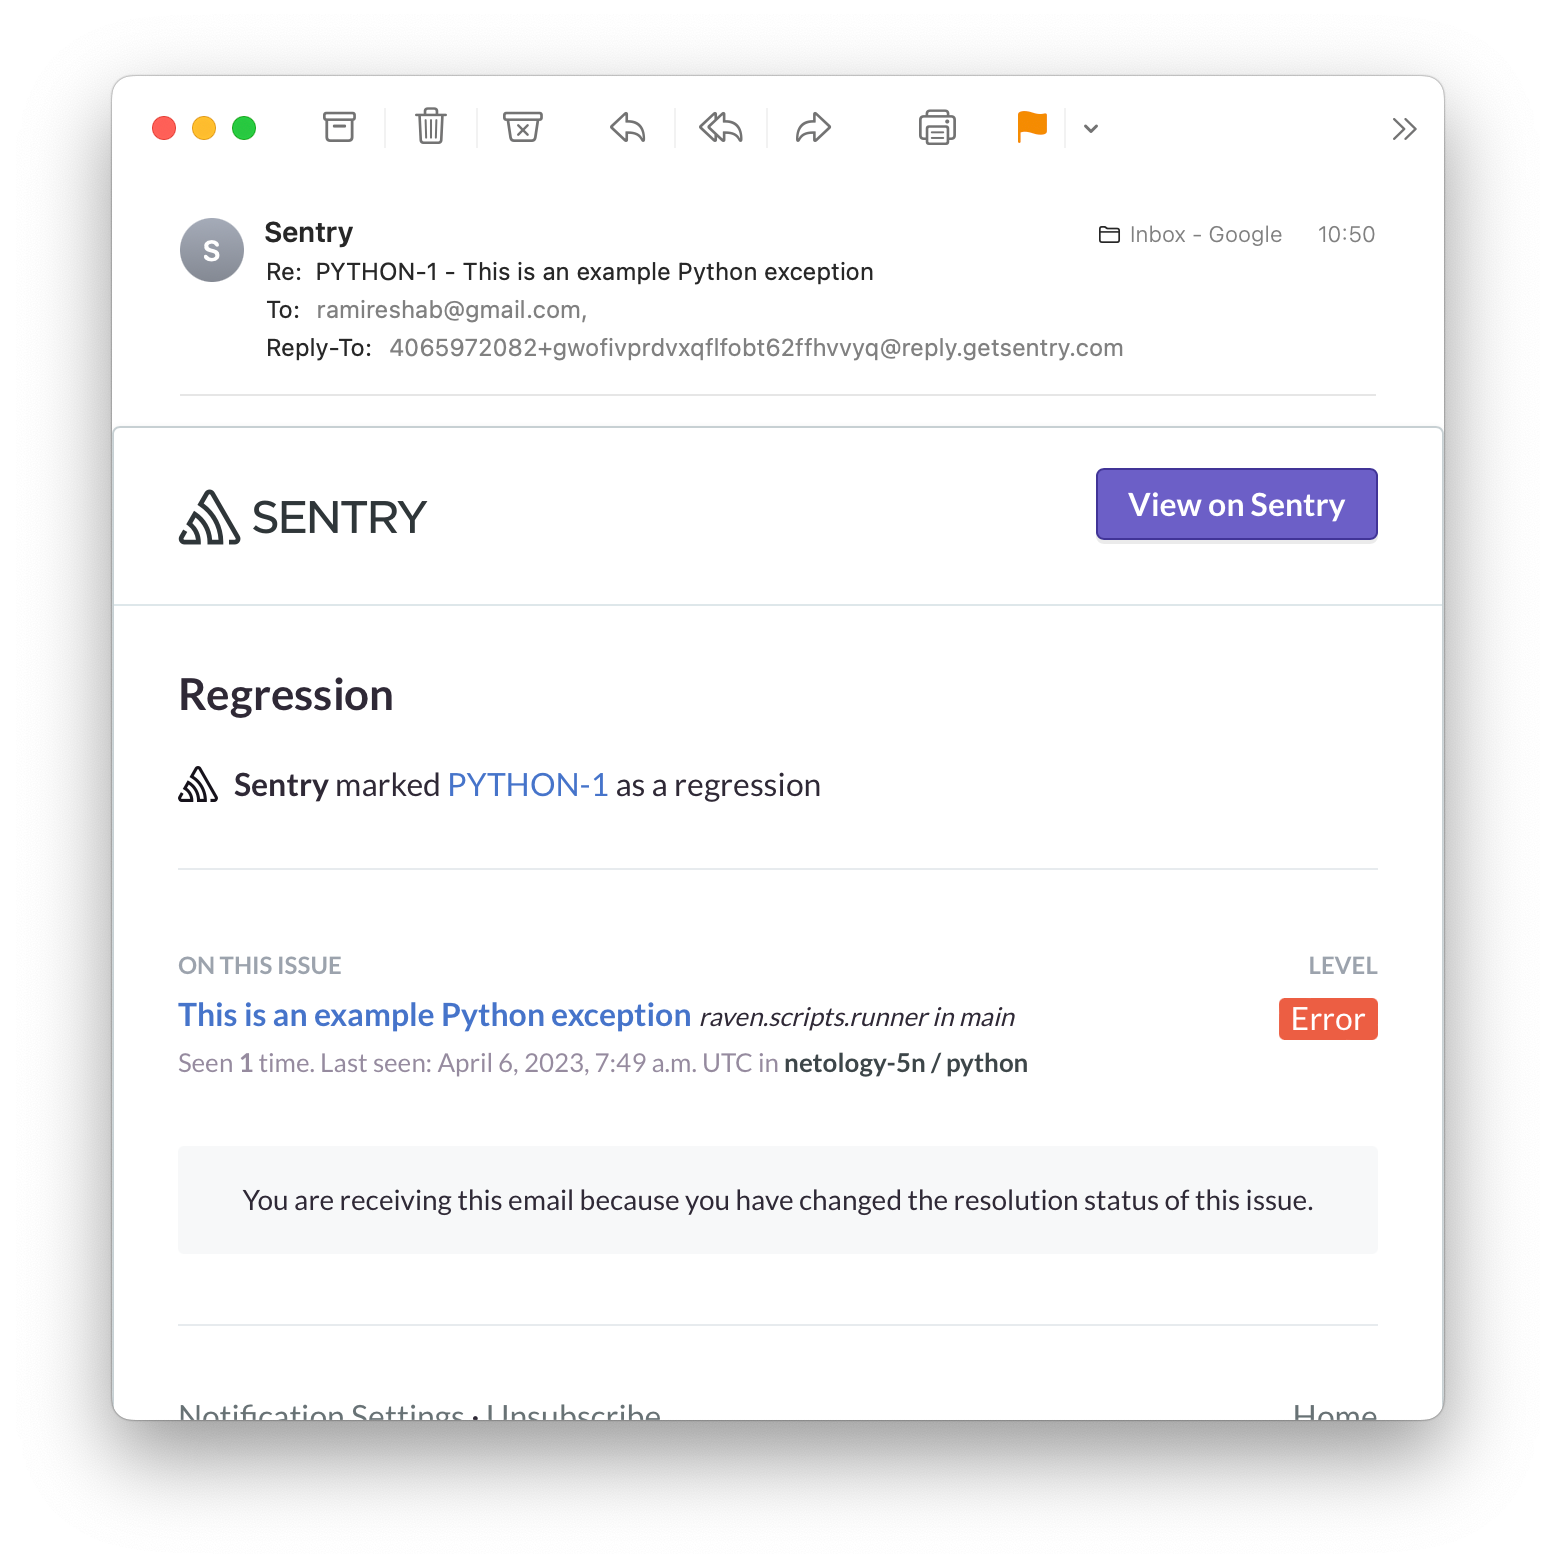 S
Sentry
Inbox - Google 10:50
Re: PYTHON-1 - This is an example Python exception
To: ramireshab@gmail.com,
Reply-To: 4065972082+gwofivprdvxqflfobt62ffhvvyq@reply.getsentry.com
SENTRY
View on Sentry
Regression
Sentry marked PYTHON-1 as a regression
ON THIS ISSUE LEVEL
This is an example Python exception raven.scripts.runner in main Error
Seen 1 time. Last seen: April 6, 2023, 7:49 a.m. UTC in netology-5n / python
You are receiving this email because you have changed the resolution status of this issue.
Notification Settings · Unsubscribe Home